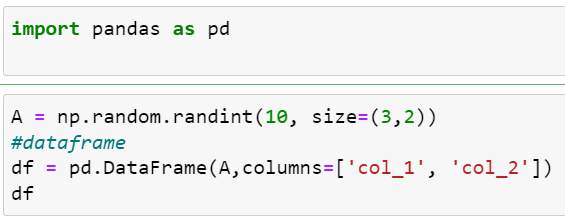 import pandas as pd
A = np.random.randint(10, size=(3,2))
#dataframe
df = pd.DataFrame(A,columns=['col_1', 'col_2'])
df